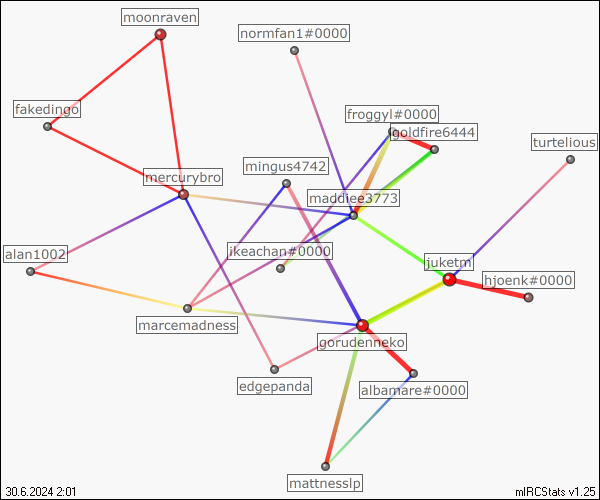 moonraven
normfan1#0000
fakedingo
froggyl#0000
goldfire6444
turtelious
mingus4742
mercurybro
maddiee3773
alan1002
ikeachan#0000
juketm
hjoenk#0000
marcemadness
gorudenneko
edgepanda
albamare#0000
mattnesslp
30.6.2024 2:01
mIRCStats v1.25